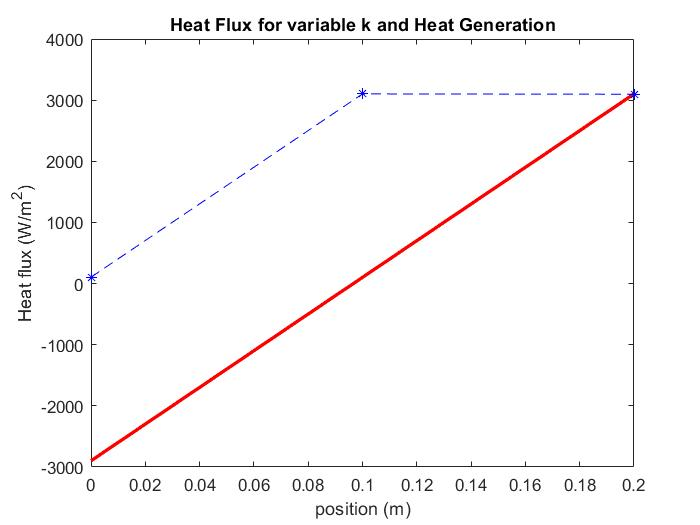 Heat Flux for variable k and Heat Generation
4000
3000
2000
1000
0
-1000
-2000
-3000
Heat flux (W/m²)
0 0.02 0.04 0.06 0.08 0.1 0.12 0.14 0.16 0.18 0.2
position (m)